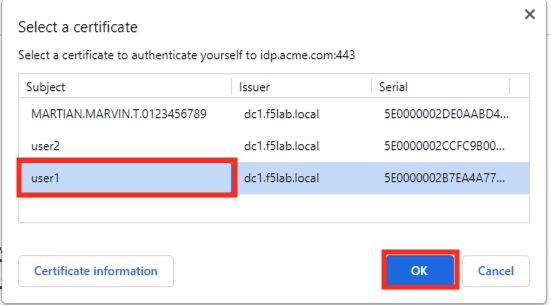 Select a certificate
Select a certificate to authenticate yourself to idp.acme.com:443
Subject Issuer Serial
MARTIAN.MARVIN.T.0123456789 dc1.f5lab.local 5E0000002DE0AABD4...
user2 dc1.f5lab.local 5E0000002CCFC9B00...
user1 dc1.f5lab.local 5E0000002B7EA4A77...
Certificate information OK Cancel